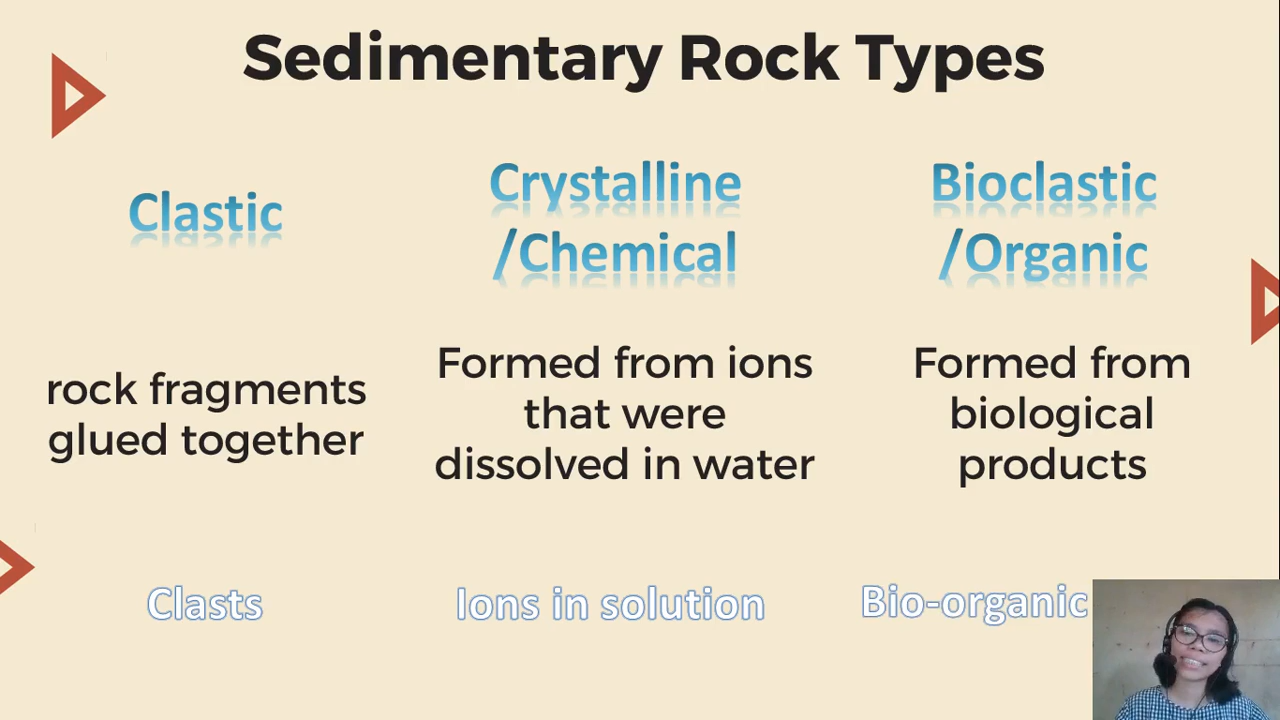 Sedimentary Rock Types
Clastic
rock fragments
glued together
Clasts
Crystalline
/Chemical
Formed from ions
that were
dissolved in water
Ions in solution
Bioclastic
/Organic
Formed from
biological
products
Bio-organic